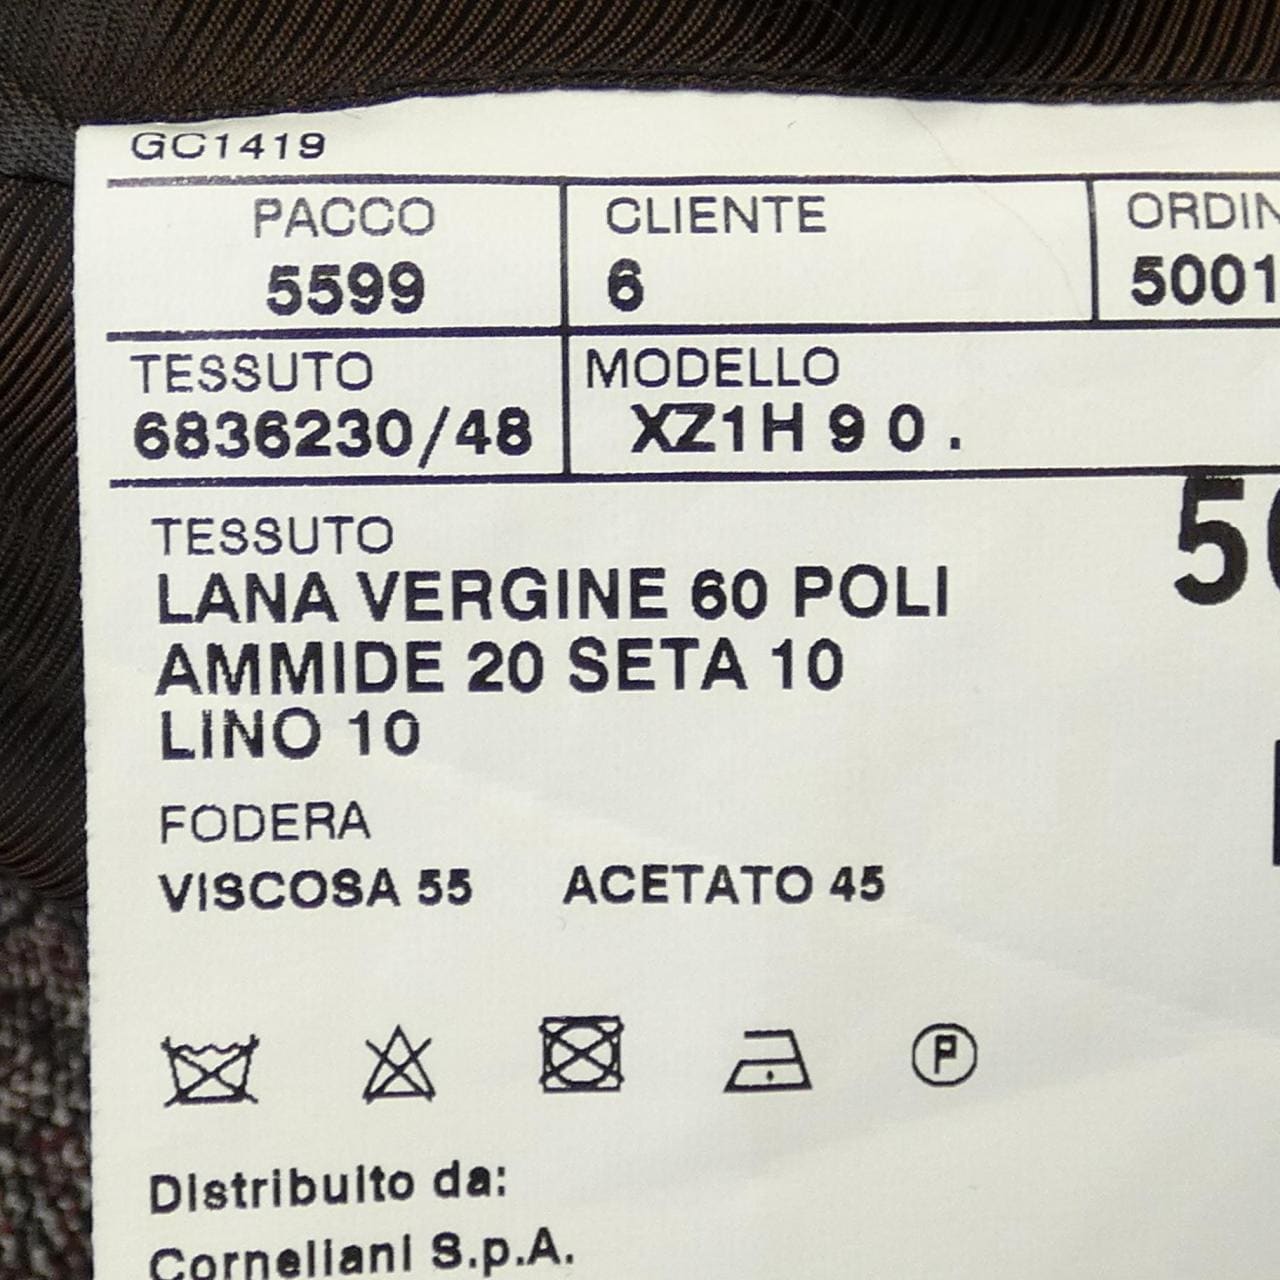 GC1419
PACCO CLIENTE ORDIN
5599 6 5001
TESSUTO MODELLO
6836230/48 XZ1H 9 0 .
TESSUTO
LANA VERGINE 60 POLI
AMMIDE 20 SETA 10
LINO 10
FODERA
VISCOSA 55 ACETATO 45
P
Distribuito da:
Corneliani S.p.A.